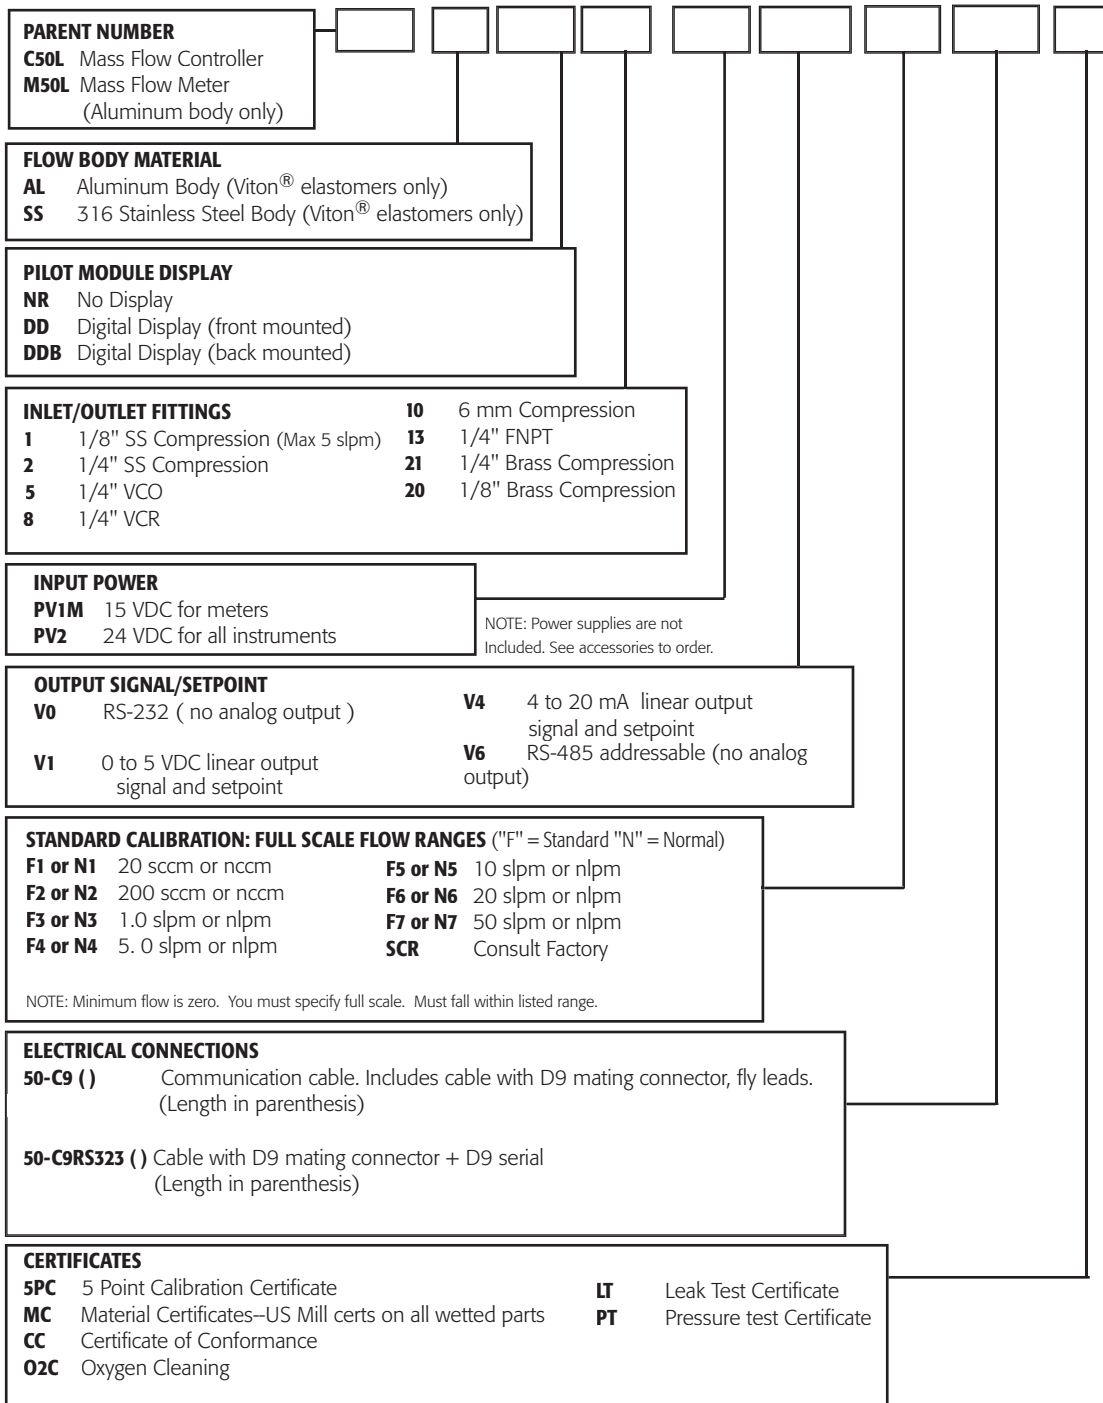 PARENT NUMBER
C50L Mass Flow Controller
M50L Mass Flow Meter
(Aluminum body only)
FLOW BODY MATERIAL
AL Aluminum Body (Viton® elastomers only)
SS 316 Stainless Steel Body (Viton® elastomers only)
PILOT MODULE DISPLAY
NR No Display
DD Digital Display (front mounted)
DDB Digital Display (back mounted)
INLET/OUTLET FITTINGS
1 1/8" SS Compression (Max 5 slpm)
2 1/4" SS Compression
5 1/4" VCO
8 1/4" VCR
10 6 mm Compression
13 1/4" FNPT
21 1/4" Brass Compression
20 1/8" Brass Compression
INPUT POWER
PV1M 15 VDC for meters
PV2 24 VDC for all instruments
NOTE: Power supplies are not
Included. See accessories to order.
OUTPUT SIGNAL/SETPOINT
V0 RS-232 ( no analog output )
V1 0 to 5 VDC linear output
signal and setpoint
V4 4 to 20 mA linear output
signal and setpoint
V6 RS-485 addressable (no analog
output)
STANDARD CALIBRATION: FULL SCALE FLOW RANGES ("F" = Standard "N" = Normal)
F1 or N1 20 sccm or nccm
F2 or N2 200 sccm or nccm
F3 or N3 1.0 slpm or nlpm
F4 or N4 5. 0 slpm or nlpm
F5 or N5 10 slpm or nlpm
F6 or N6 20 slpm or nlpm
F7 or N7 50 slpm or nlpm
SCR Consult Factory
NOTE: Minimum flow is zero. You must specify full scale. Must fall within listed range.
ELECTRICAL CONNECTIONS
50-C9 ( ) Communication cable. Includes cable with D9 mating connector, fly leads.
(Length in parenthesis)
50-C9RS323 ( ) Cable with D9 mating connector + D9 serial
(Length in parenthesis)
CERTIFICATES
5PC 5 Point Calibration Certificate
MC Material Certificates--US Mill certs on all wetted parts
CC Certificate of Conformance
O2C Oxygen Cleaning
LT Leak Test Certificate
PT Pressure test Certificate